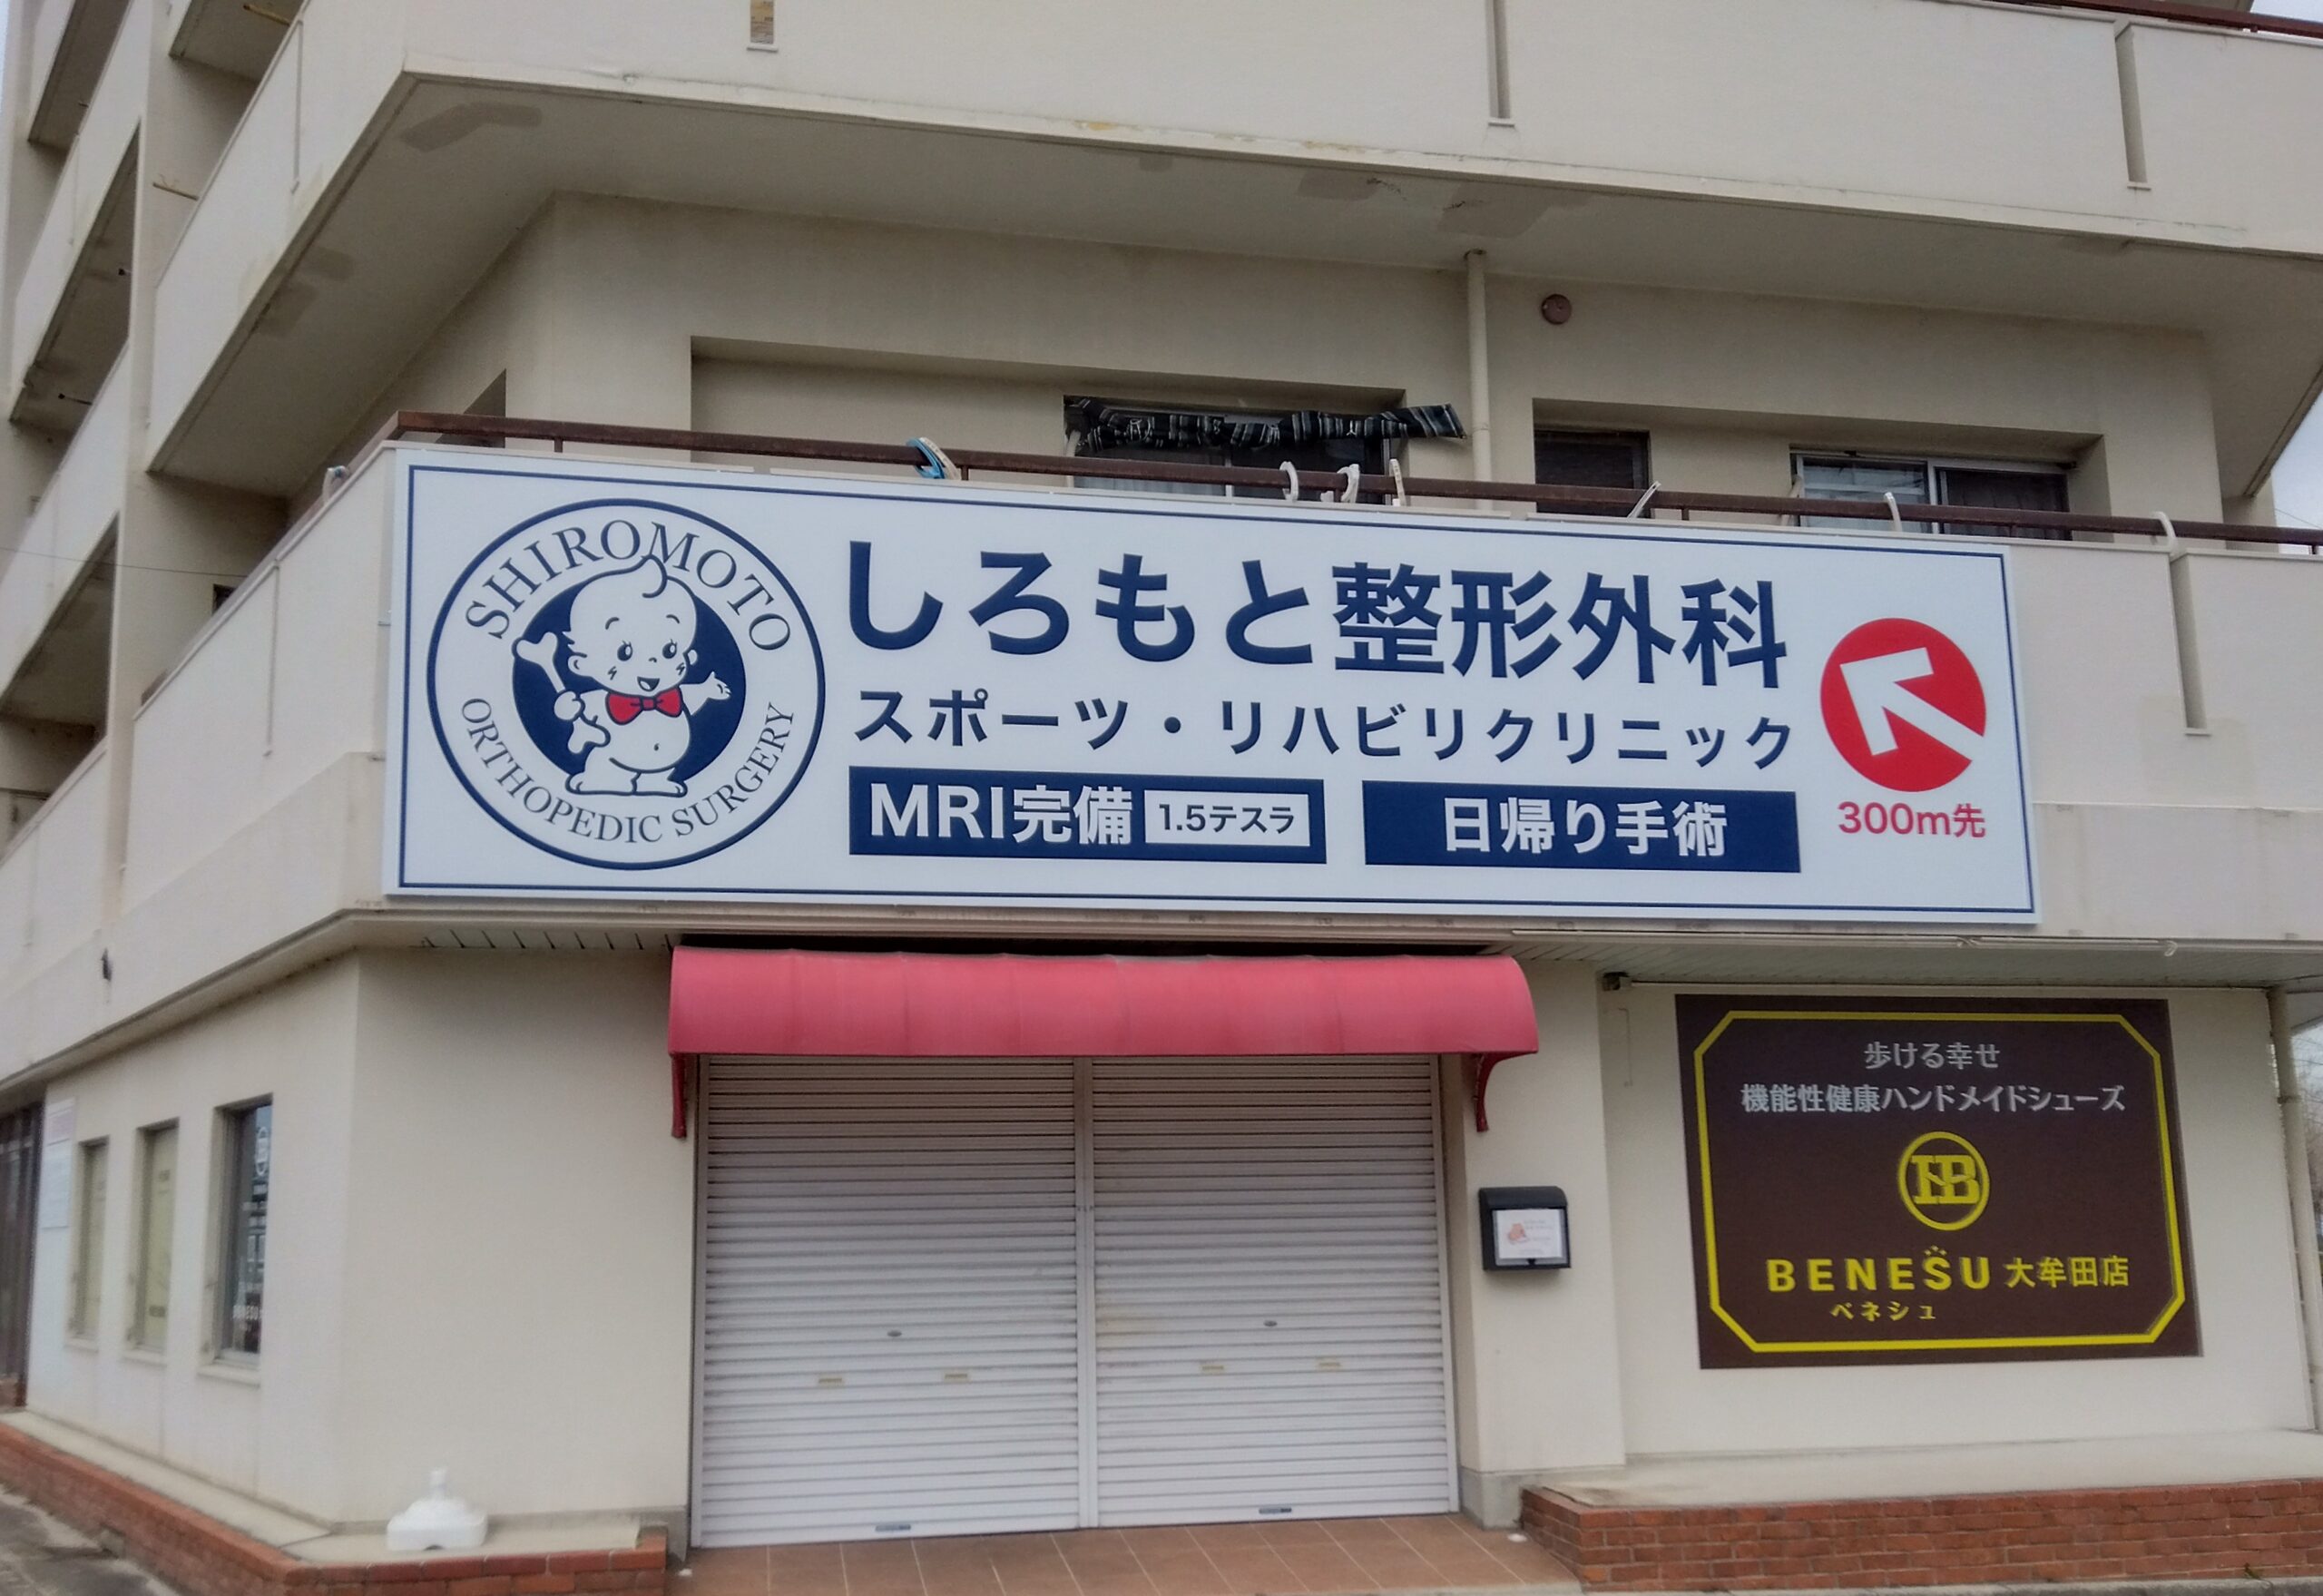 SHIROMOTO
ORTHOPEDIC SURGERY
しろもと整形外科
スポーツ・リハビリクリニック
MRI完備 1.5テスラ
日帰り手術
300m先
歩ける幸せ
機能性健康ハンドメイドシューズ
BENESU 大牟田店
ベネシュ